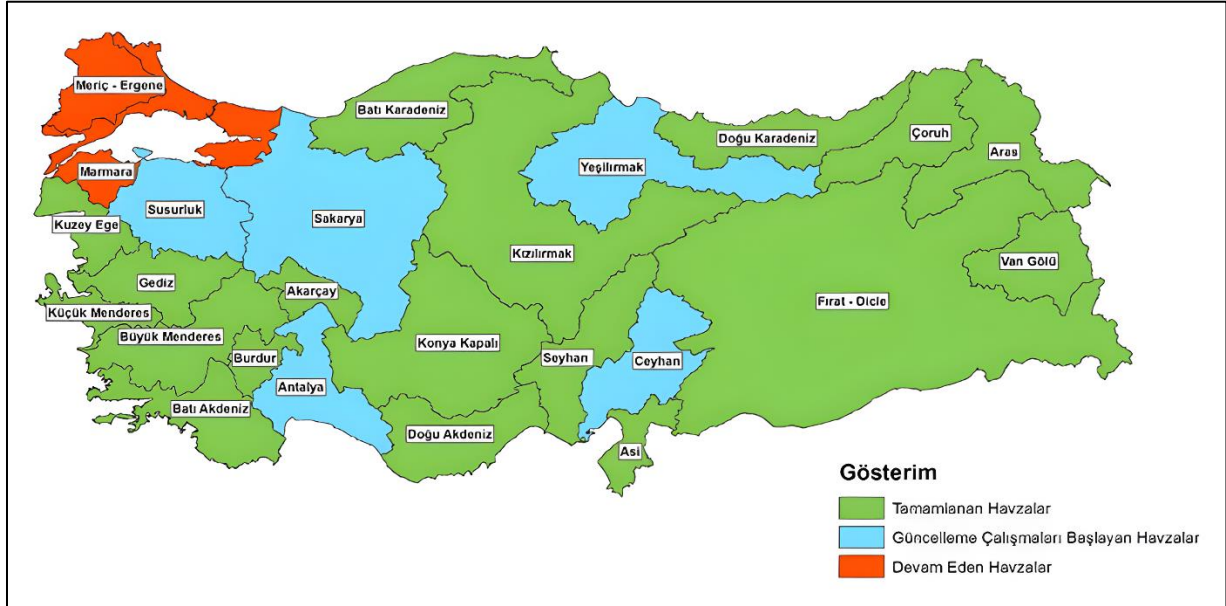 Meriç - Ergene
Batı Karadeniz
Doğu Karadeniz
Çoruh
Aras
Marmara
Yeşilırmak
Susurluk
Sakarya
Kuzey Ege
Kızılırmak
Van Gölü
Gediz
Akarçay
Fırat - Dicle
Küçük Menderes
Büyük Menderes
Konya Kapalı
Burdur
Seyhan
Ceyhan
Antalya
Batı Akdeniz
Doğu Akdeniz
Asi
Gösterim
Tamamlanan Havzalar
Güncelleme Çalışmaları Başlayan Havzalar
Devam Eden Havzalar